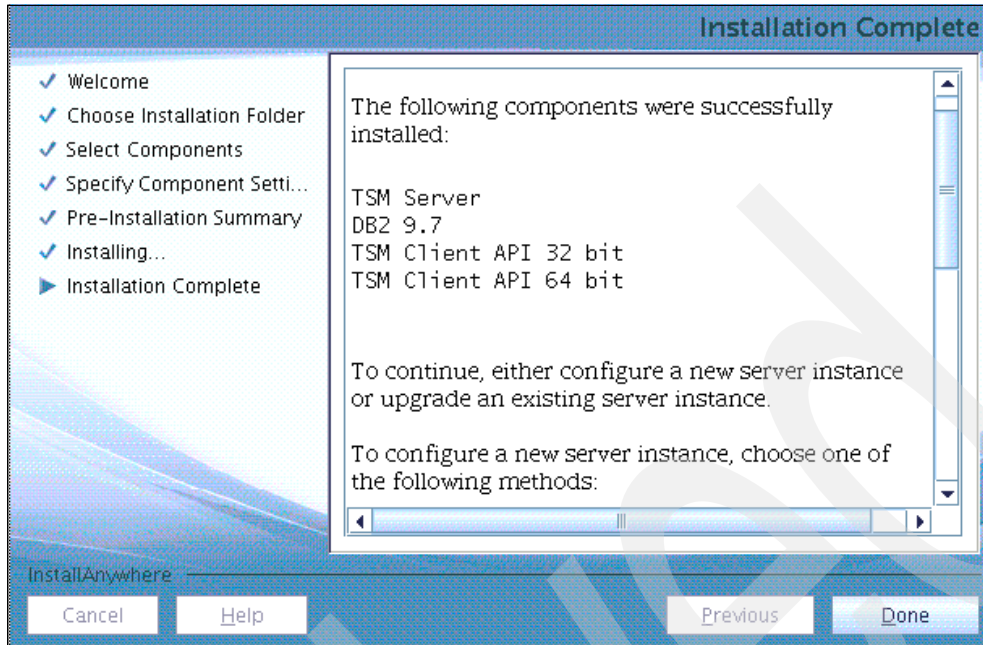 Installation Complete
Welcome
Choose Installation Folder
Select Components
Specify Component Setti...
Pre-Installation Summary
Installing...
Installation Complete
The following components were successfully
installed:
TSM Server
DB2 9.7
TSM Client API 32 bit
TSM Client API 64 bit
To continue, either configure a new server instance
or upgrade an existing server instance.
To configure a new server instance, choose one of
the following methods:
InstallAnywhere
Cancel
Help
Previous
Done